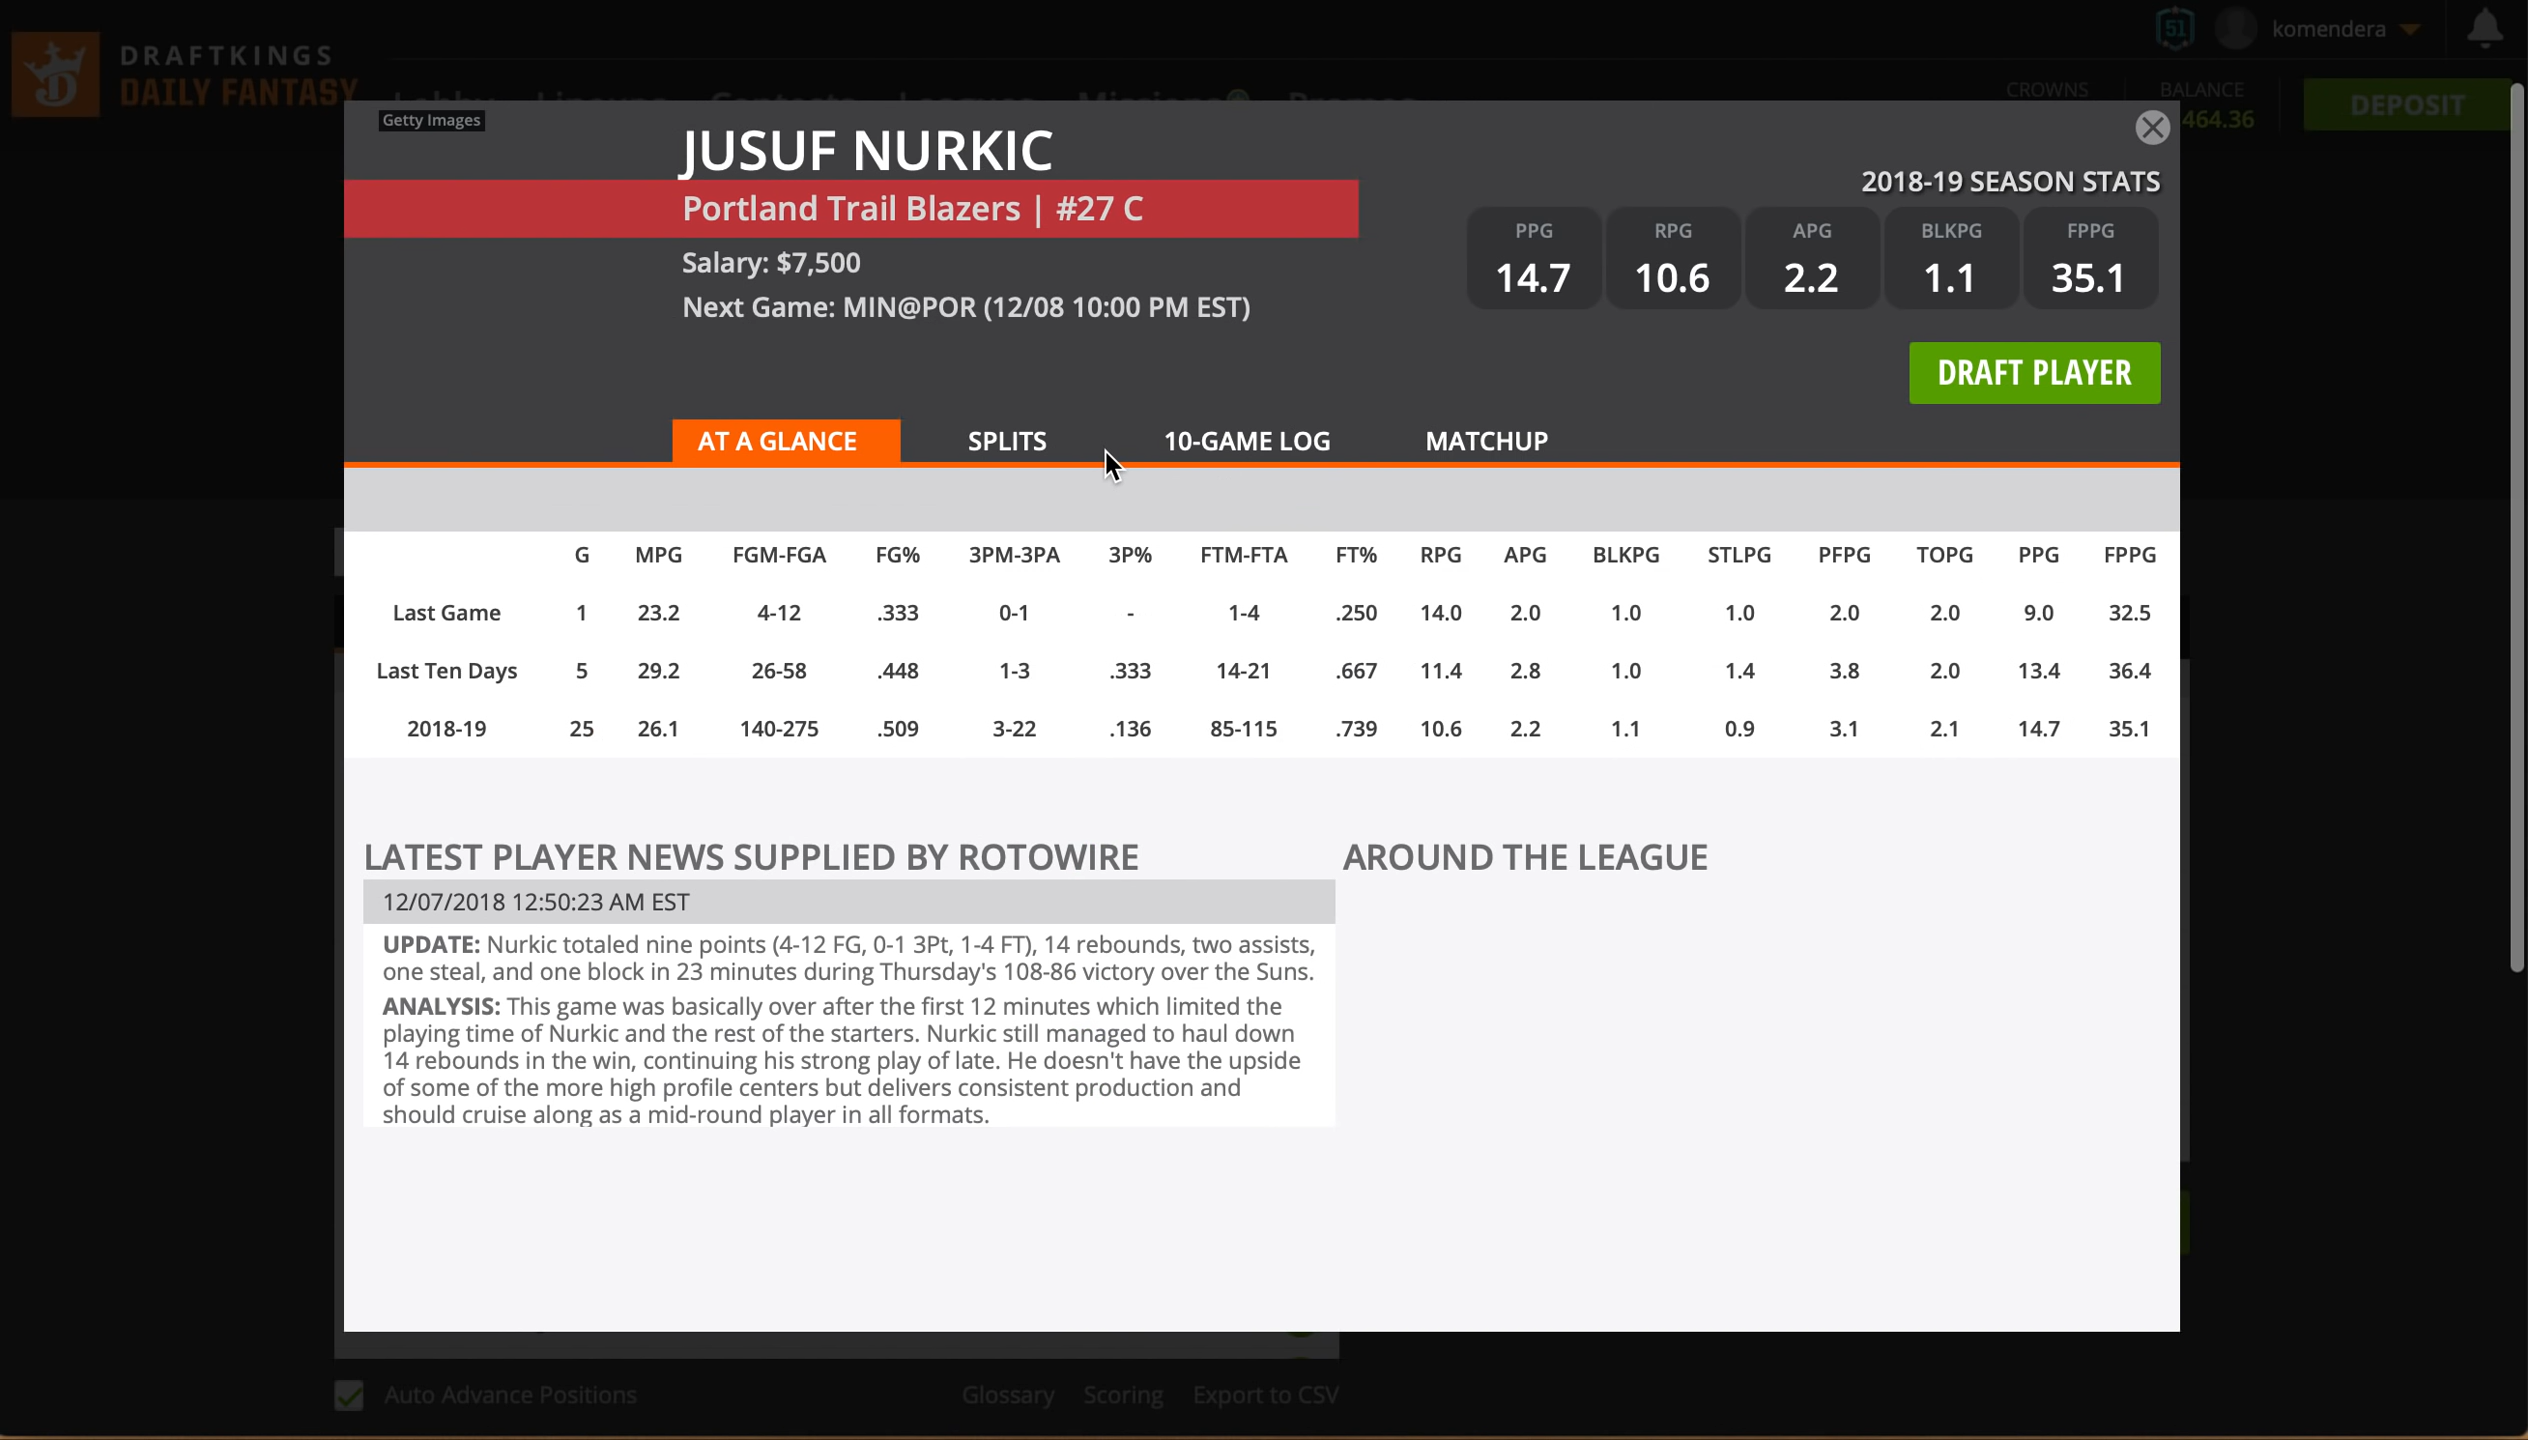 DRAFTKINGS
DAILY FANTASY
51
komendera
CROWNS
BALANCE
464.36
DEPOSIT
Getty Images
JUSUF NURKIC
Portland Trail Blazers | #27 C
Salary: $7,500
Next Game: MIN@POR (12/08 10:00 PM EST)
2018-19 SEASON STATS
PPG RPG APG BLKPG FPPG
14.7 10.6 2.2 1.1 35.1
DRAFT PLAYER
AT A GLANCE SPLITS 10-GAME LOG MATCHUP
G MPG FGM-FGA FG% 3PM-3PA 3P% FTM-FTA FT% RPG APG BLKPG STLPG PFPG TOPG PPG FPPG
Last Game 1 23.2 4-12 .333 0-1 - 1-4 .250 14.0 2.0 1.0 1.0 2.0 2.0 9.0 32.5
Last Ten Days 5 29.2 26-58 .448 1-3 .333 14-21 .667 11.4 2.8 1.0 1.4 3.8 2.0 13.4 36.4
2018-19 25 26.1 140-275 .509 3-22 .136 85-115 .739 10.6 2.2 1.1 0.9 3.1 2.1 14.7 35.1
LATEST PLAYER NEWS SUPPLIED BY ROTOWIRE
12/07/2018 12:50:23 AM EST
UPDATE: Nurkic totaled nine points (4-12 FG, 0-1 3Pt, 1-4 FT), 14 rebounds, two assists,
one steal, and one block in 23 minutes during Thursday's 108-86 victory over the Suns.
ANALYSIS: This game was basically over after the first 12 minutes which limited the
playing time of Nurkic and the rest of the starters. Nurkic still managed to haul down
14 rebounds in the win, continuing his strong play of late. He doesn't have the upside
of some of the more high profile centers but delivers consistent production and
should cruise along as a mid-round player in all formats.
AROUND THE LEAGUE
Auto Advance Positions
Glossary Scoring Export to CSV